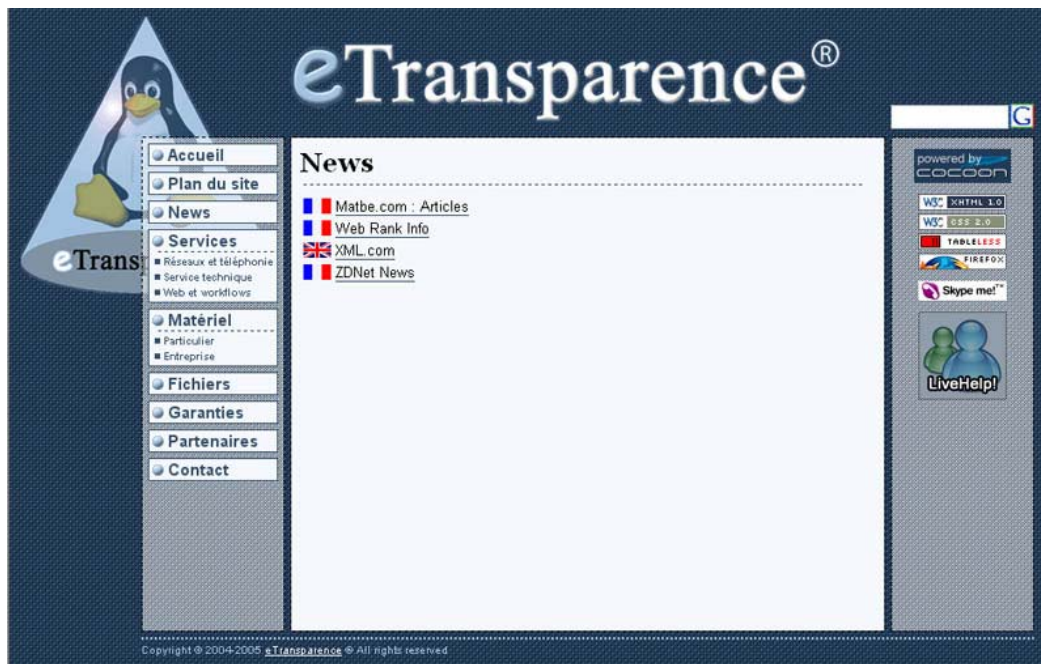 eTransparence®
G
eTrans
Accueil
Plan du site
News
Services
Réseaux et téléphonie
Service technique
Web et workflows
Matériel
Particulier
Entreprise
Fichiers
Garanties
Partenaires
Contact
News
Matbe.com : Articles
Web Rank Info
XML.com
ZDNet News
powered by
cocoon
W3C XHTML 1.0
W3C CSS 2.0
TABLELESS
FIREFOX
Skype me!™
LiveHelp!
Copyright © 2004-2005 eTransparence ® All rights reserved